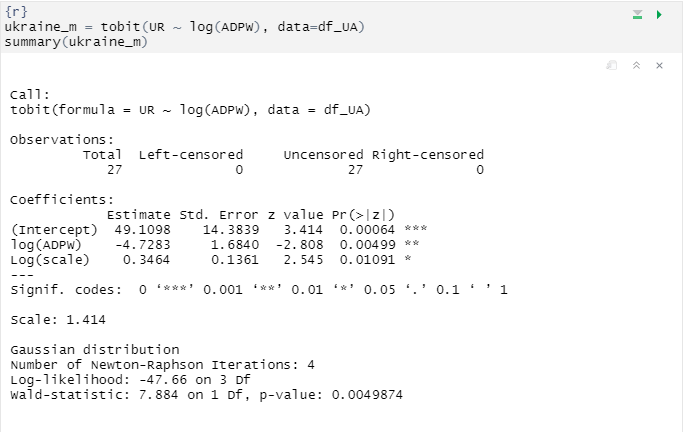 {r}
ukraine_m = tobit(UR ~ log(ADPW), data=df_UA)
summary(ukraine_m)
Call:
tobit(formula = UR ~ log(ADPW), data = df_UA)
Observations:
Total Left-censored Uncensored Right-censored
27 0 27 0
Coefficients:
Estimate Std. Error z value Pr(>|z|)
(Intercept) 49.1098 14.3839 3.414 0.00064 ***
log(ADPW) -4.7283 1.6840 -2.808 0.00499 **
Log(scale) 0.3464 0.1361 2.545 0.01091 *
---
Signif. codes: 0 ‘***’ 0.001 ‘**’ 0.01 ‘*’ 0.05 ‘.’ 0.1 ‘ ’ 1
Scale: 1.414
Gaussian distribution
Number of Newton-Raphson Iterations: 4
Log-likelihood: -47.66 on 3 Df
Wald-statistic: 7.884 on 1 Df, p-value: 0.0049874